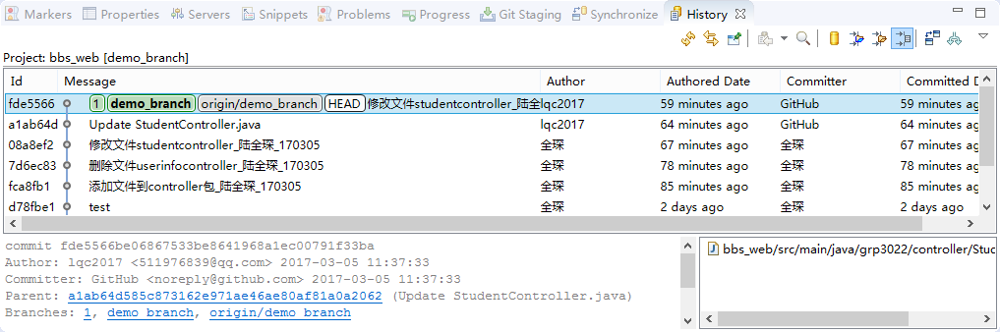 Markers Properties Servers Snippets Problems Progress Git Staging Synchronize History
Project: bbs_web [demo_branch]
Id Message Author Authored Date Committer Committed D
fde5566 1 demo_branch origin/demo_branch HEAD 修改文件studentcontroller_陆全 lqc2017 59 minutes ago GitHub 59 minutes ago
a1ab64d Update StudentController.java lqc2017 64 minutes ago GitHub 64 minutes ago
08a8ef2 修改文件studentcontroller_陆全琛_170305 全琛 67 minutes ago 全琛 67 minutes ago
7d6ec83 删除文件userinfocontroller_陆全琛_170305 全琛 78 minutes ago 全琛 78 minutes ago
fca8fb1 添加文件到controller包_陆全琛_170305 全琛 85 minutes ago 全琛 85 minutes ago
d78fbe1 test 全琛 2 days ago 全琛 2 days ago
commit fde5566be06867533be8641968a1ec00791f33ba
Author: lqc2017 <511976839@qq.com> 2017-03-05 11:37:33
Committer: GitHub <noreply@github.com> 2017-03-05 11:37:33
Parent: a1ab64d585c873162e971ae46ae80af81a0a2062 (Update StudentController.java)
Branches: 1, demo_branch, origin/demo_branch
bbs_web/src/main/java/grp3022/controller/Stud